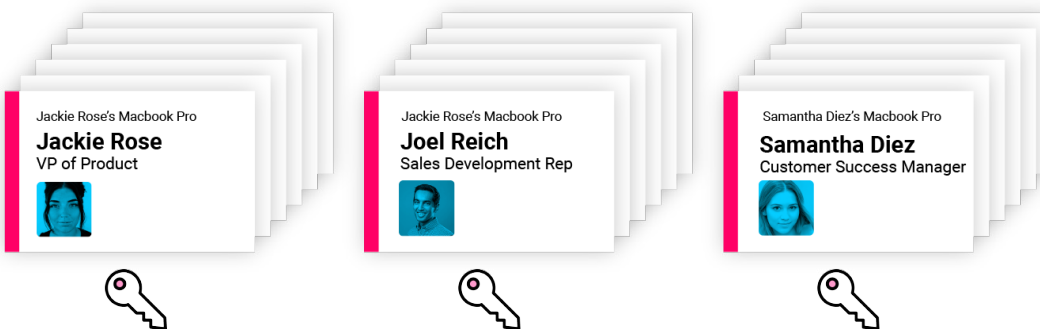 Jackie Rose's Macbook Pro
Jackie Rose
VP of Product
Jackie Rose's Macbook Pro
Joel Reich
Sales Development Rep
Samantha Diez's Macbook Pro
Samantha Diez
Customer Success Manager